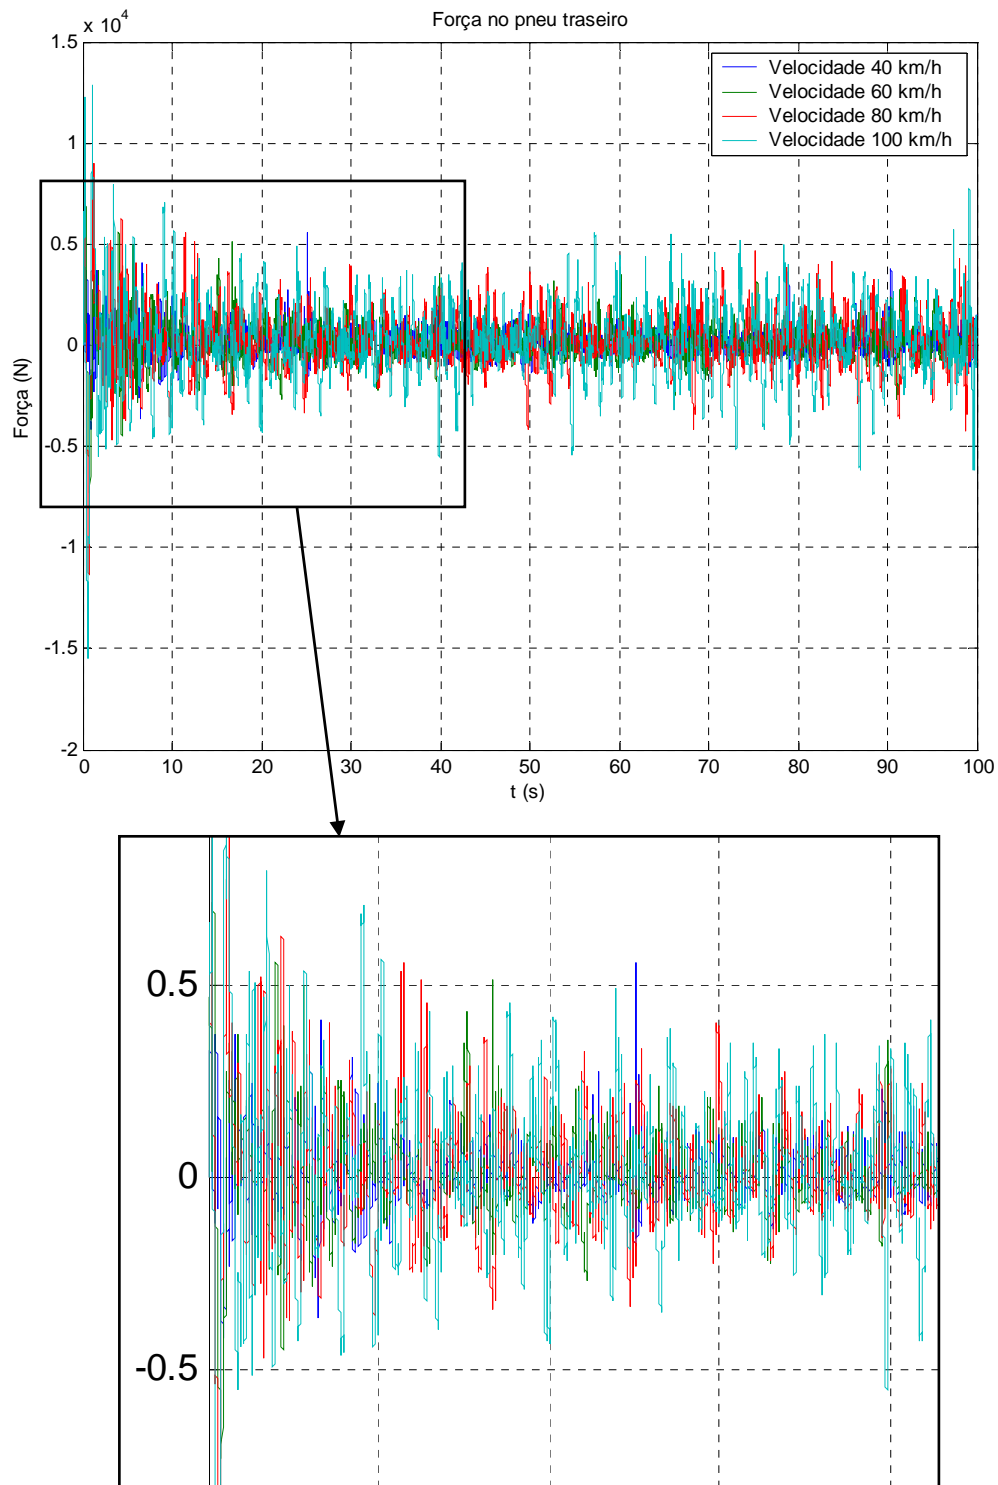 Força no pneu traseiro
x 10^4
Velocidade 40 km/h
Velocidade 60 km/h
Velocidade 80 km/h
Velocidade 100 km/h
1.5
1
0.5
0
-0.5
-1
-1.5
-2
Força (N)
0 10 20 30 40 50 60 70 80 90 100
t (s)
0.5
0
-0.5